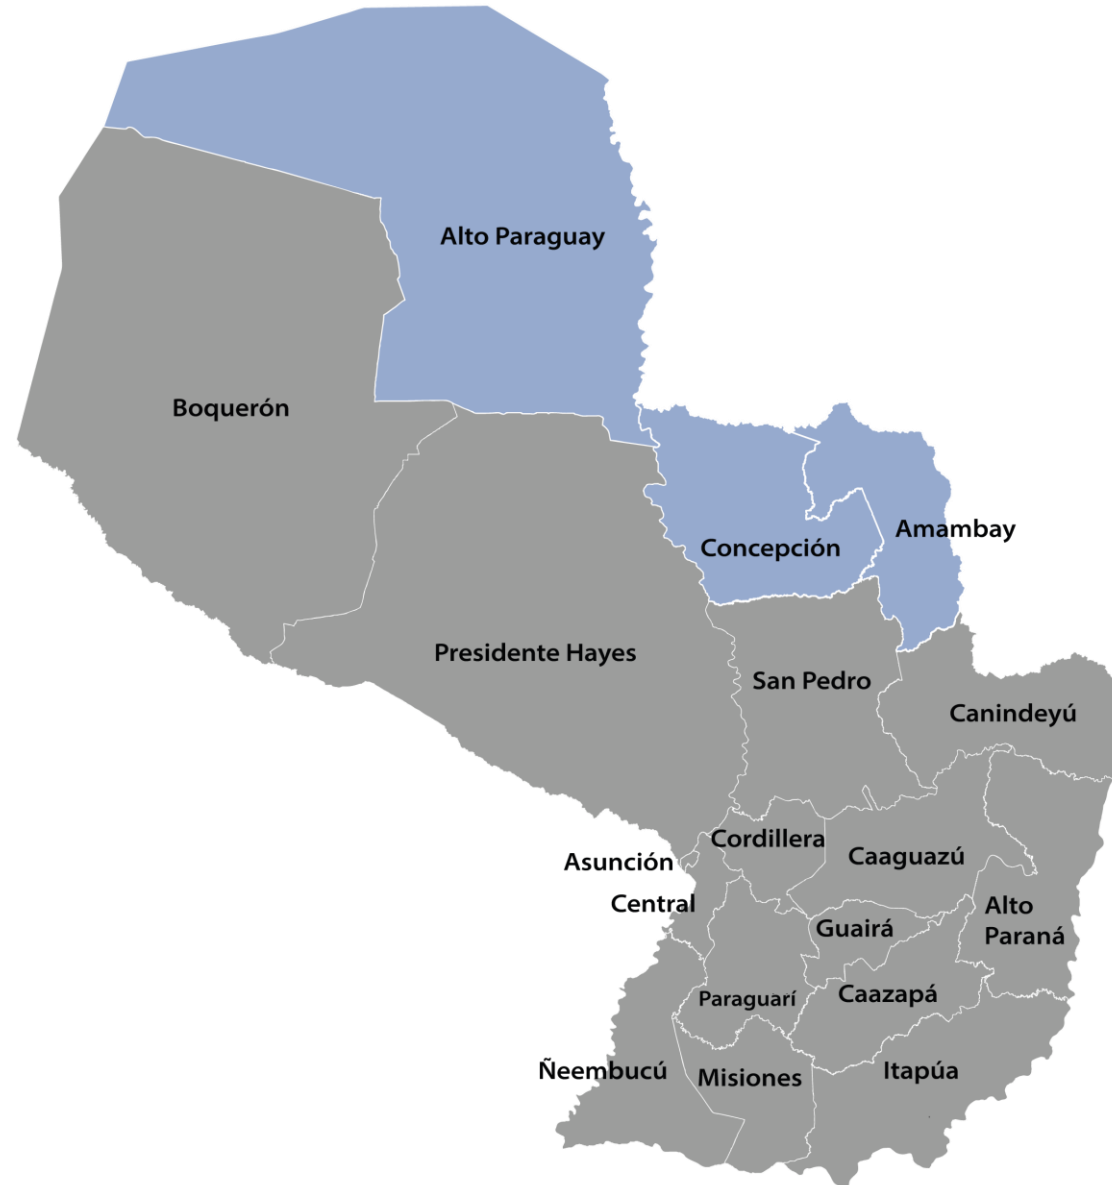 Alto Paraguay
Boquerón
Concepción
Amambay
Presidente Hayes
San Pedro
Canindeyú
Cordillera
Asunción
Caaguazú
Central
Guairá
Alto
Paraná
Paraguarí
Caazapá
Ñeembucú
Misiones
Itapúa